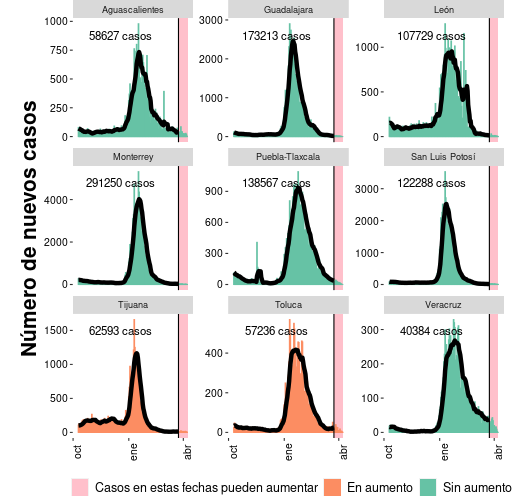 Número de nuevos casos
Aguascalientes
58627 casos
1000
750
500
250
0
Guadalajara
173213 casos
3000
2000
1000
0
León
107729 casos
1000
500
0
Monterrey
291250 casos
4000
2000
0
Puebla-Tlaxcala
138567 casos
900
600
300
0
San Luis Potosí
122288 casos
3000
2000
1000
0
Tijuana
62593 casos
1500
1000
500
0
oct
ene
abr
Toluca
57236 casos
400
200
0
oct
ene
abr
Veracruz
40384 casos
300
200
100
0
oct
ene
abr
Casos en estas fechas pueden aumentar
En aumento
Sin aumento